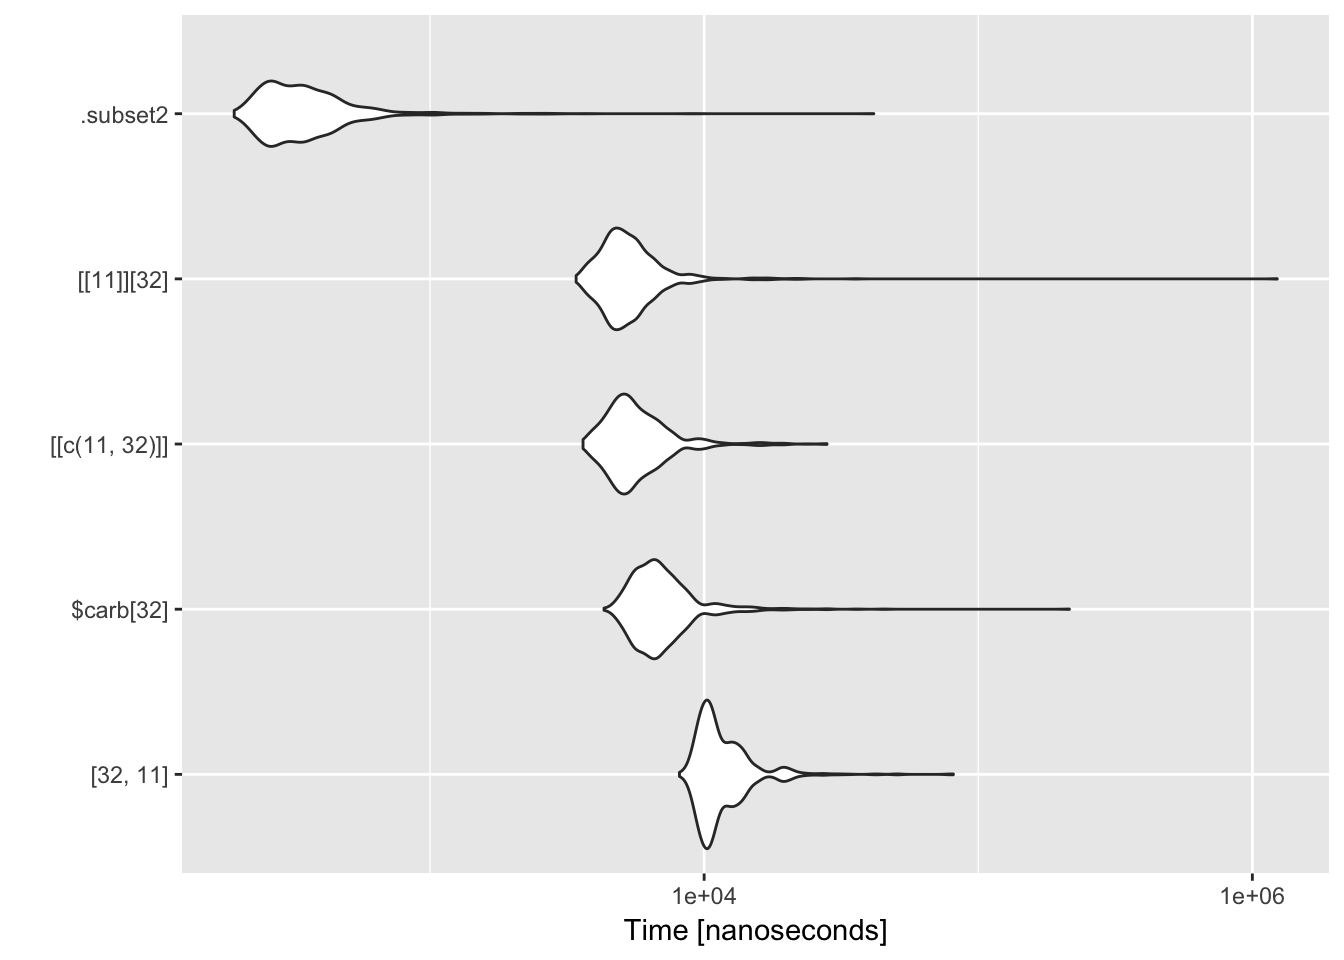 .subset2
[[11]][32]
[[c(11, 32)]]
$carb[32]
[32, 11]
1e+04
1e+06
Time [nanoseconds]